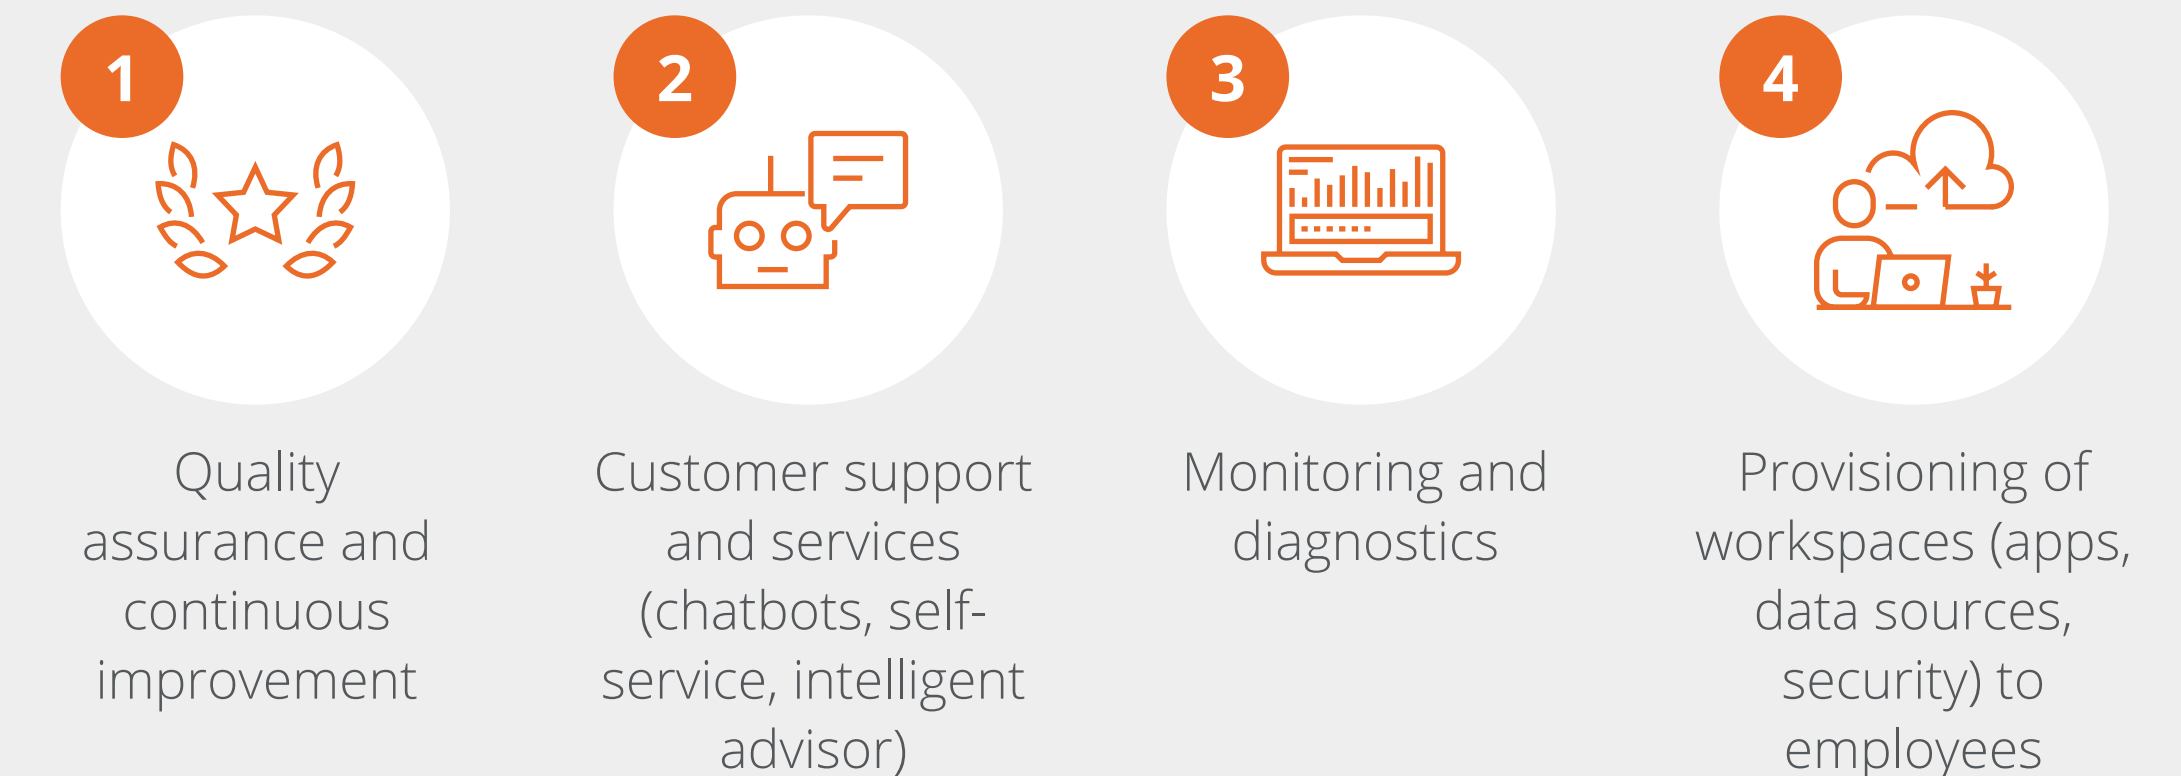 1
Quality
assurance and
continuous
improvement
2
Customer support
and services
(chatbots, self-
service, intelligent
advisor)
3
Monitoring and
diagnostics
4
Provisioning of
workspaces (apps,
data sources,
security) to
employees